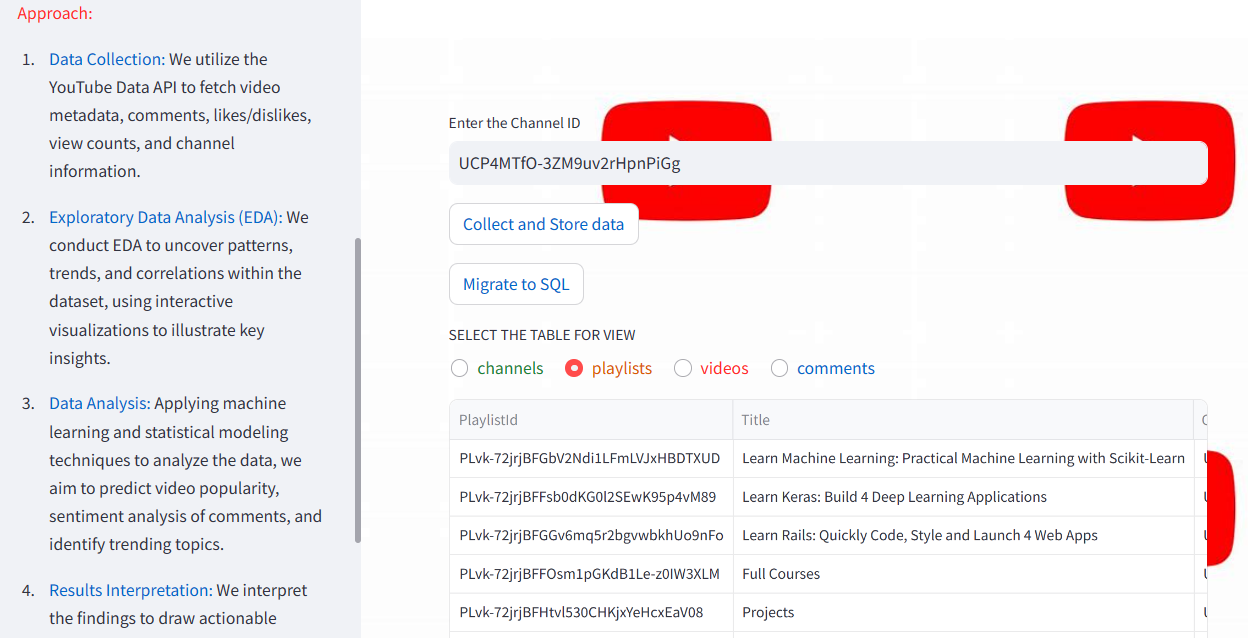 Approach:
1. Data Collection: We utilize the
YouTube Data API to fetch video
metadata, comments, likes/dislikes,
view counts, and channel
information.
2. Exploratory Data Analysis (EDA): We
conduct EDA to uncover patterns,
trends, and correlations within the
dataset, using interactive
visualizations to illustrate key
insights.
3. Data Analysis: Applying machine
learning and statistical modeling
techniques to analyze the data, we
aim to predict video popularity,
sentiment analysis of comments, and
identify trending topics.
4. Results Interpretation: We interpret
the findings to draw actionable
Enter the Channel ID
UCP4MTfO-3ZM9uv2rHpnPiGg
Collect and Store data
Migrate to SQL
SELECT THE TABLE FOR VIEW
channels playlists videos comments
PlaylistId Title
PLvk-72jrjBFGbV2Ndi1LFmLVJxHBDTXUD Learn Machine Learning: Practical Machine Learning with Scikit-Learn
PLvk-72jrjBFFsb0dKG0l2SEwK95p4vM89 Learn Keras: Build 4 Deep Learning Applications
PLvk-72jrjBFGGv6mq5r2bgvwbkhUo9nFo Learn Rails: Quickly Code, Style and Launch 4 Web Apps
PLvk-72jrjBFFOsm1pGKdB1Le-z0IW3XLM Full Courses
PLvk-72jrjBFHtvl530CHKjxYeHcxEaV08 Projects